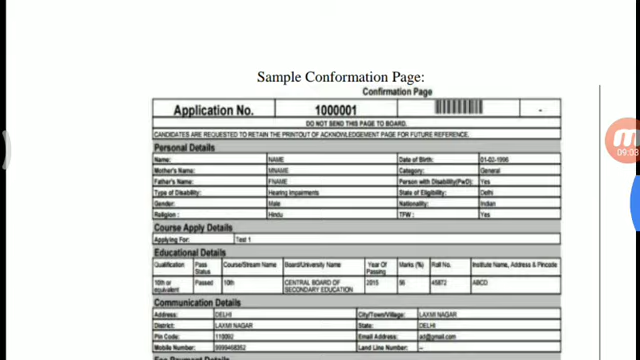 Sample Conformation Page:
Confirmation Page
Application No. 1000001 -
DO NOT SEND THIS PAGE TO BOARD.
CANDIDATES ARE REQUESTED TO RETAIN THE PRINTOUT OF ACKNOWLEDGEMENT PAGE FOR FUTURE REFERENCE.
Personal Details
Name: NAME Date of Birth: 01-02-1996
Mother's Name: MNAME Category: General
Father's Name: FNAME Person with Disability(PwD): Yes
Type of Disability: Hearing Impairments State of Eligibility: Delhi
Gender: Male Nationality: Indian
Religion : Hindu TFW : Yes
Course Apply Details
Applying For: Test 1
Educational Details
Qualification Pass Status Course/Stream Name Board/University Name Year Of Passing Marks (%) Roll No. Institute Name, Address & Pincode
10th or equivalent Passed 10th CENTRAL BOARD OF SECONDARY EDUCATION 2015 96 45872 ABCD
Communication Details
Address: DELHI City/Town/Village: LAXMI NAGAR
District: LAXMI NAGAR State: DELHI
Pin Code: 110092 Email Address: ad@gmail.com
Mobile Number: 9999468352 Land Line Number: --
09:03